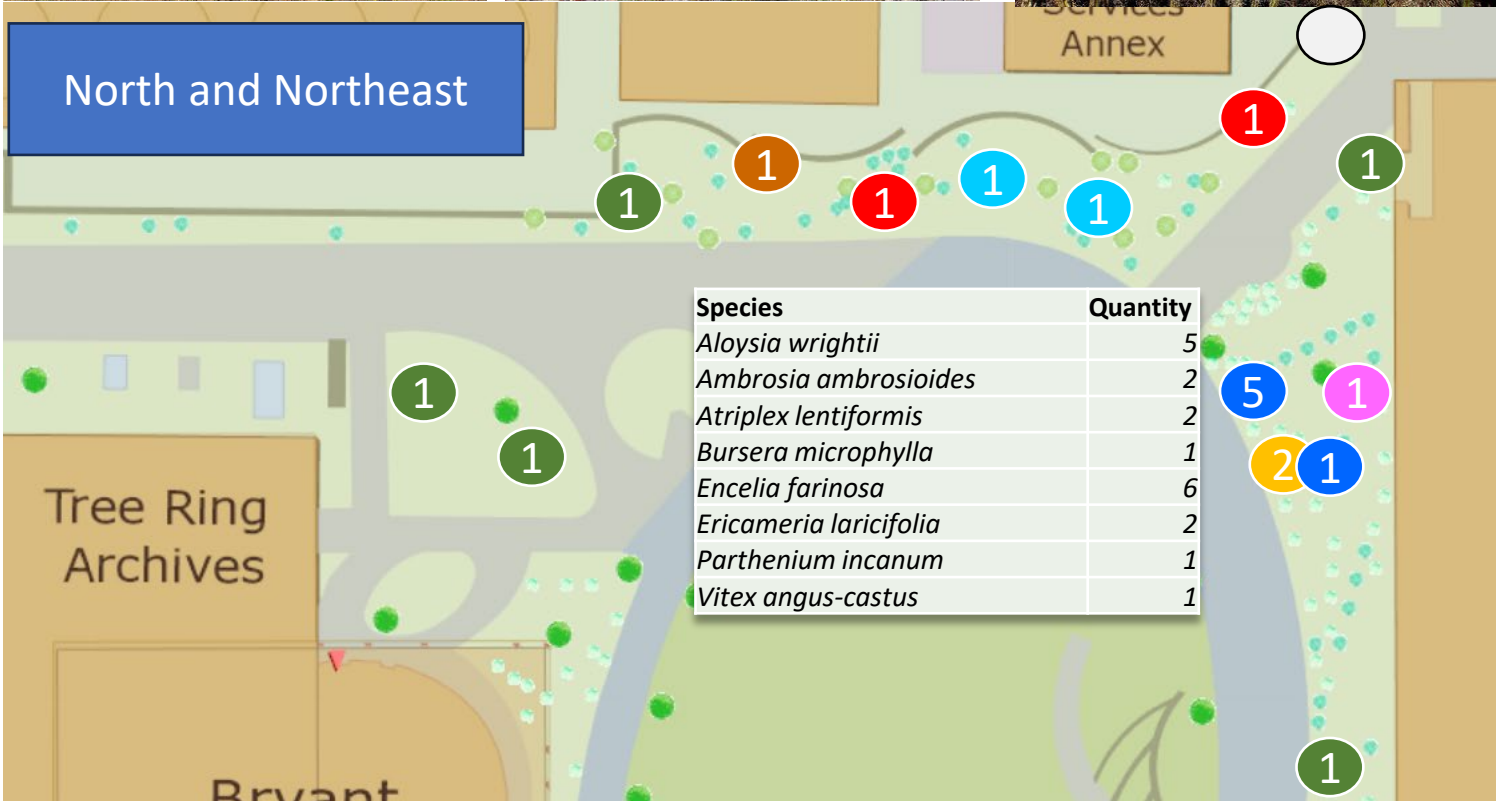 Services
Annex
North and Northeast
1
1
1
1
1
1
1
1
Species Quantity
Aloysia wrightii 5
Ambrosia ambrosioides 2
Atriplex lentiformis 2
Bursera microphylla 1
Encelia farinosa 6
Ericameria laricifolia 2
Parthenium incanum 1
Vitex angus-castus 1
1
5
1
1
2
1
Tree Ring
Archives
1
Bryant